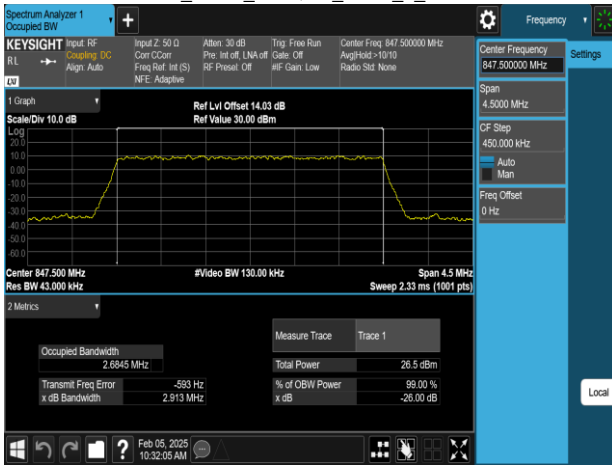 Spectrum Analyzer 1
Occupied BW
Frequency
KEYSIGHT
R L
LXI
Input: RF
Coupling: DC
Align: Auto
Input Z: 50 Ω
Corr CCorr
Freq Ref: Int (S)
NFE: Adaptive
Atten: 30 dB
Pre: Int off, LNA off
RF Presel: Off
Trig: Free Run
Gate: Off
#IF Gain: Low
Center Freq: 847.500000 MHz
Avg|Hold:>10/10
Radio Std: None
Center Frequency
847.500000 MHz
Settings
Span
4.5000 MHz
CF Step
450.000 kHz
Auto
Man
Freq Offset
0 Hz
Local
1 Graph
Scale/Div 10.0 dB
Ref Lvl Offset 14.03 dB
Ref Value 30.00 dBm
Log
20.0
10.0
0.00
-10.0
-20.0
-30.0
-40.0
-50.0
-60.0
Center 847.500 MHz
#Video BW 130.00 kHz
Span 4.5 MHz
Res BW 43.000 kHz
Sweep 2.33 ms (1001 pts)
2 Metrics
Measure Trace
Trace 1
Occupied Bandwidth
2.6845 MHz
Total Power
26.5 dBm
Transmit Freq Error
-593 Hz
% of OBW Power
99.00 %
x dB Bandwidth
2.913 MHz
x dB
-26.00 dB
?
Feb 05, 2025
10:32:05 AM